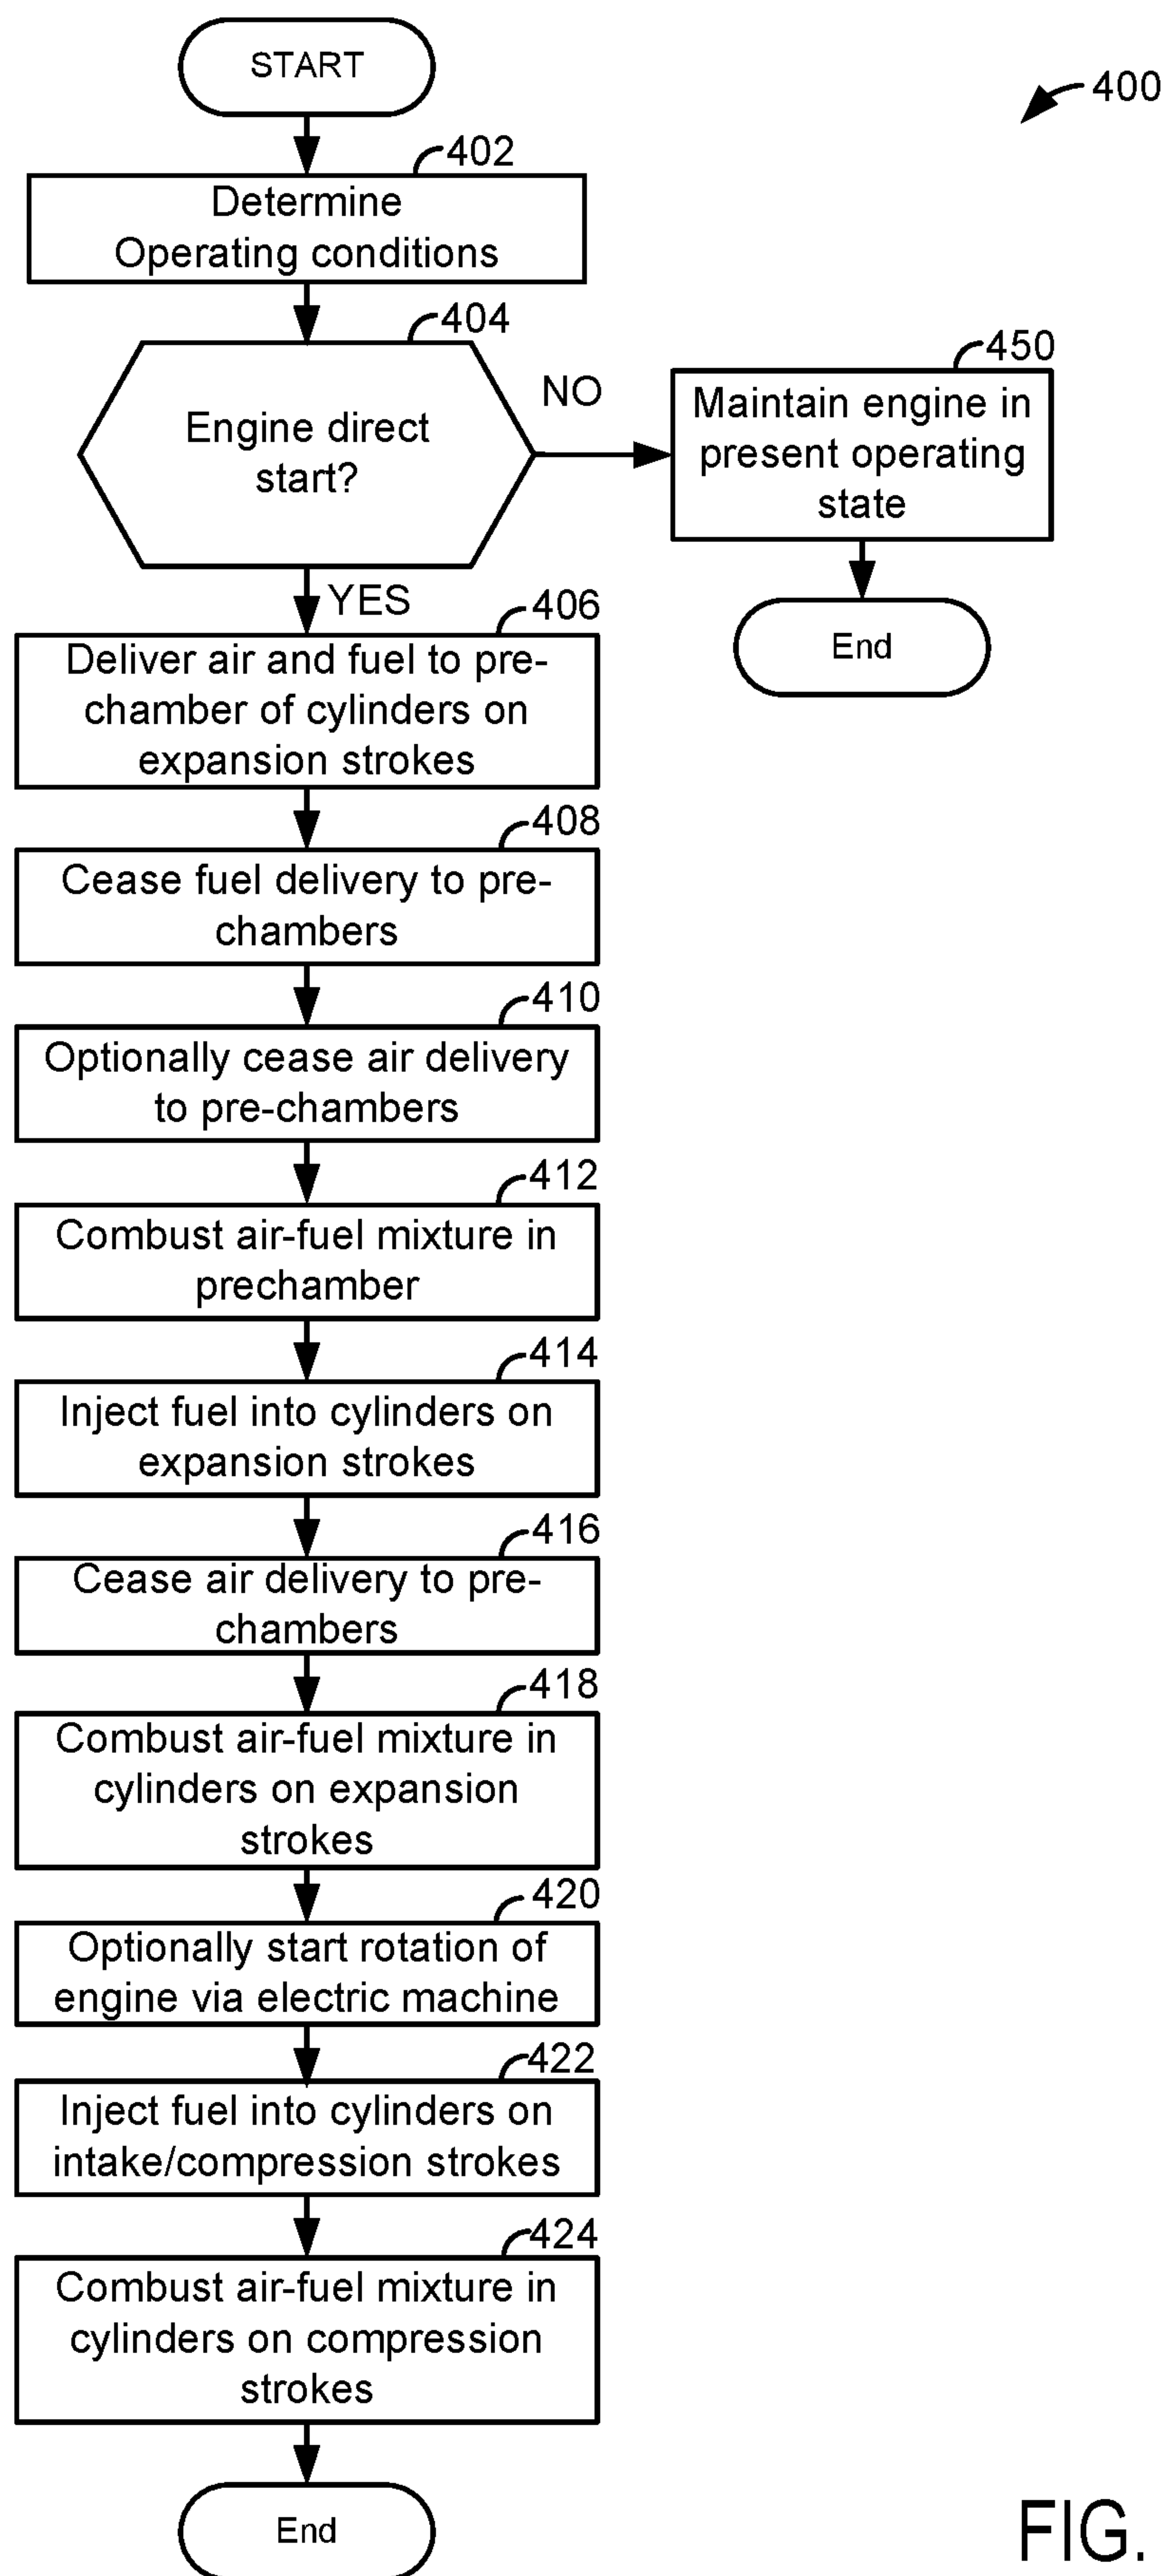 START
400
402
Determine
Operating conditions
404
Engine direct
start?
NO
450
Maintain engine in
present operating
state
End
YES
406
Deliver air and fuel to pre-
chamber of cylinders on
expansion strokes
408
Cease fuel delivery to pre-
chambers
410
Optionally cease air delivery
to pre-chambers
412
Combust air-fuel mixture in
prechamber
414
Inject fuel into cylinders on
expansion strokes
416
Cease air delivery to pre-
chambers
418
Combust air-fuel mixture in
cylinders on expansion
strokes
420
Optionally start rotation of
engine via electric machine
422
Inject fuel into cylinders on
intake/compression strokes
424
Combust air-fuel mixture in
cylinders on compression
strokes
End
FIG.